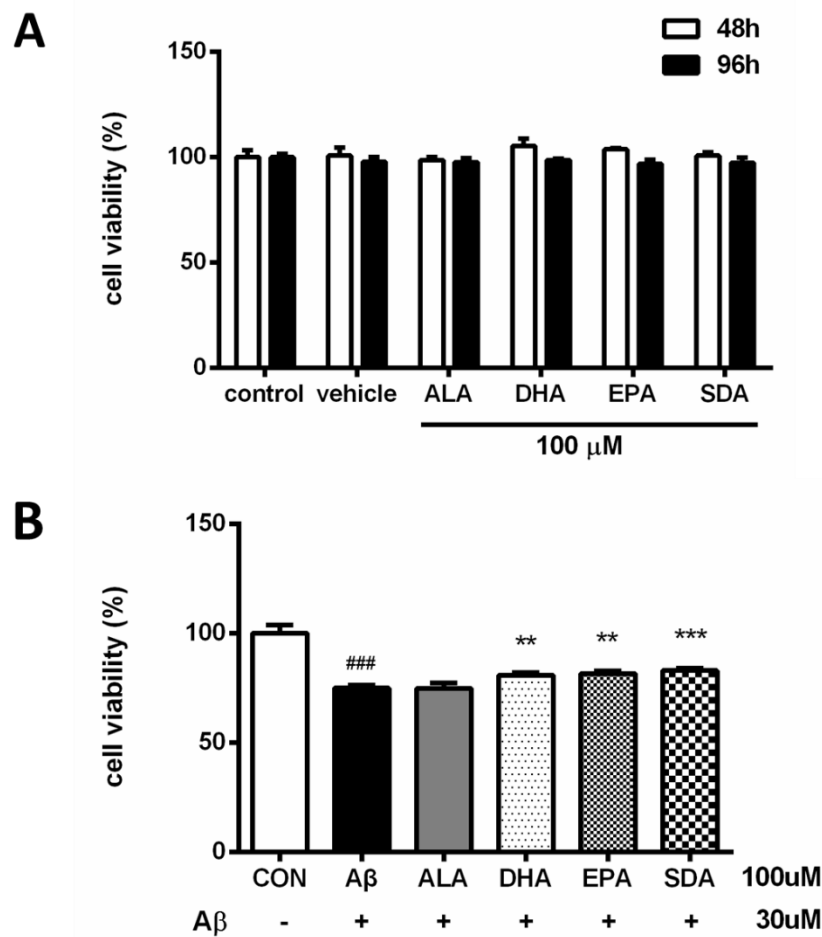 A
48h
96h
cell viability (%)
150
100
50
0
control vehicle ALA DHA EPA SDA
100 μM
B
cell viability (%)
150
100
50
0
###
**
**
***
CON Aβ ALA DHA EPA SDA 100uM
Aβ - + + + + + 30uM